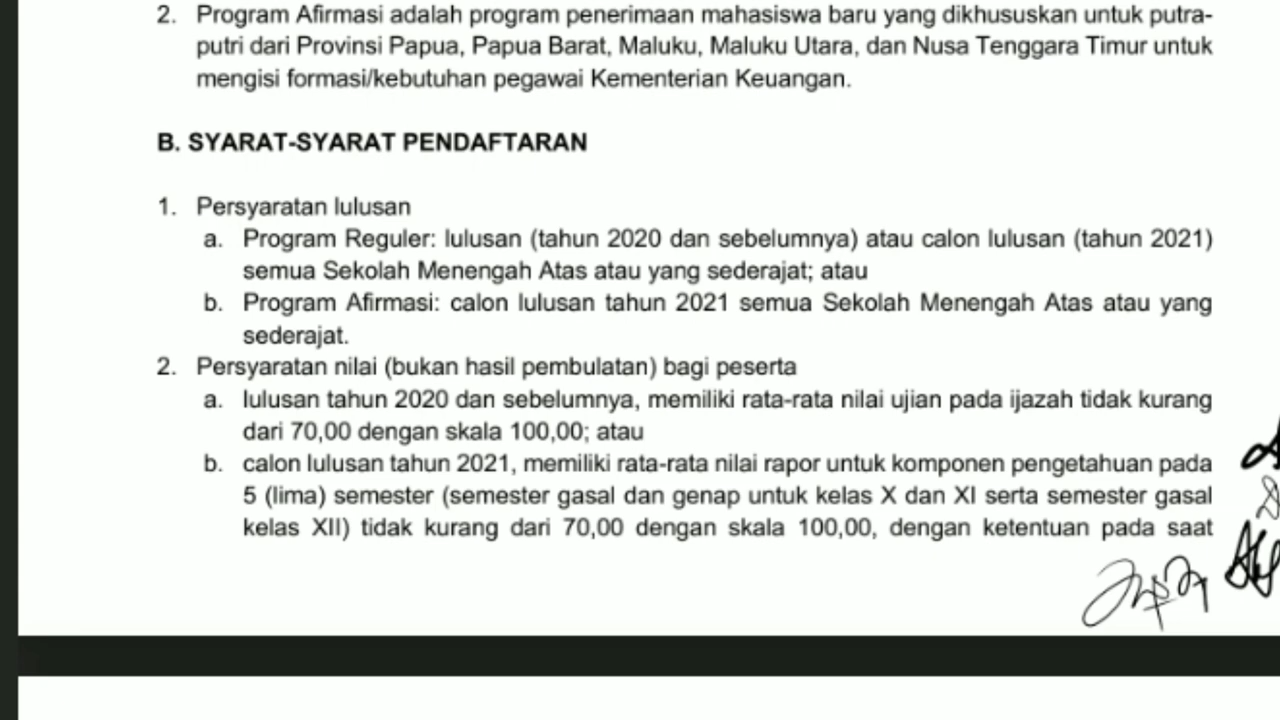 2. Program Afirmasi adalah program penerimaan mahasiswa baru yang dikhususkan untuk putra-
putri dari Provinsi Papua, Papua Barat, Maluku, Maluku Utara, dan Nusa Tenggara Timur untuk
mengisi formasi/kebutuhan pegawai Kementerian Keuangan.
B. SYARAT-SYARAT PENDAFTARAN
1. Persyaratan lulusan
a. Program Reguler: lulusan (tahun 2020 dan sebelumnya) atau calon lulusan (tahun 2021)
semua Sekolah Menengah Atas atau yang sederajat; atau
b. Program Afirmasi: calon lulusan tahun 2021 semua Sekolah Menengah Atas atau yang
sederajat.
2. Persyaratan nilai (bukan hasil pembulatan) bagi peserta
a. lulusan tahun 2020 dan sebelumnya, memiliki rata-rata nilai ujian pada ijazah tidak kurang
dari 70,00 dengan skala 100,00; atau
b. calon lulusan tahun 2021, memiliki rata-rata nilai rapor untuk komponen pengetahuan pada
5 (lima) semester (semester gasal dan genap untuk kelas X dan XI serta semester gasal
kelas XII) tidak kurang dari 70,00 dengan skala 100,00, dengan ketentuan pada saat